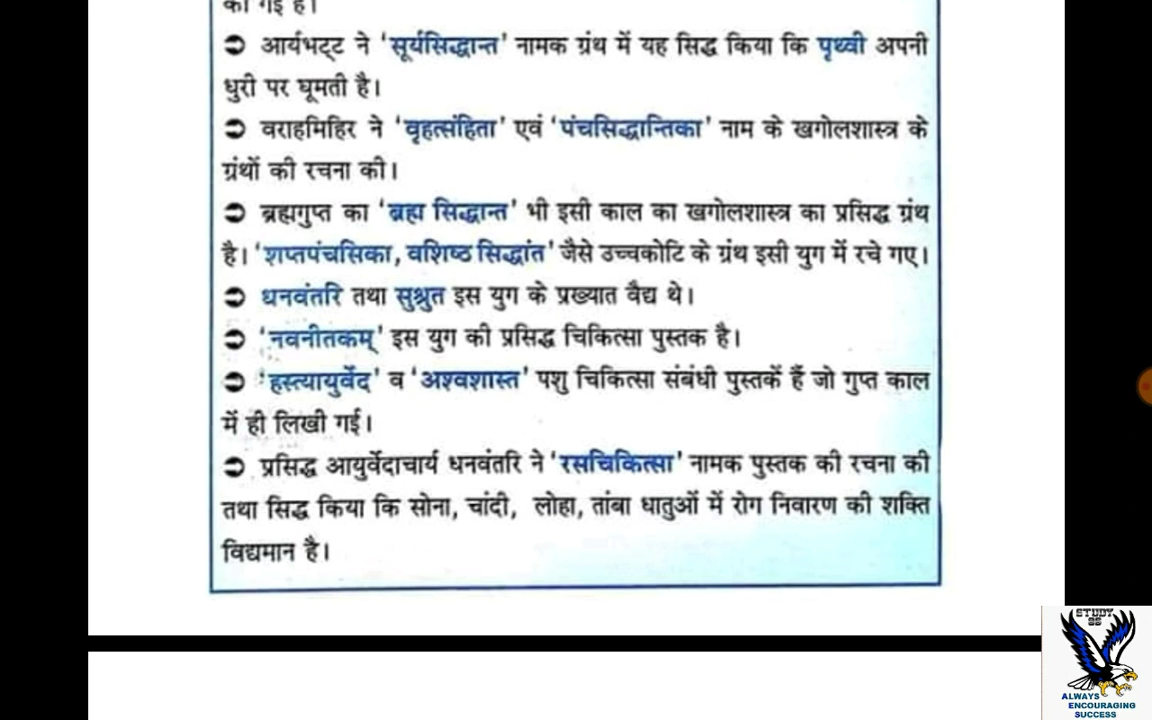 की गई है।
➲ आर्यभट्ट ने 'सूर्यसिद्धान्त' नामक ग्रंथ में यह सिद्ध किया कि पृथ्वी अपनी
धुरी पर घूमती है।
➲ वराहमिहिर ने 'वृहत्संहिता' एवं 'पंचसिद्धान्तिका' नाम के खगोलशास्त्र के
ग्रंथों की रचना की।
➲ ब्रह्मगुप्त का 'ब्रह्म सिद्धान्त' भी इसी काल का खगोलशास्त्र का प्रसिद्ध ग्रंथ
है। 'शप्तपंचसिका, वशिष्ठ सिद्धांत' जैसे उच्चकोटि के ग्रंथ इसी युग में रचे गए।
➲ धनवंतरि तथा सुश्रुत इस युग के प्रख्यात वैद्य थे।
➲ 'नवनीतकम्' इस युग की प्रसिद्ध चिकित्सा पुस्तक है।
➲ 'हस्त्यायुर्वेद' व 'अश्वशास्त' पशु चिकित्सा संबंधी पुस्तकें हैं जो गुप्त काल
में ही लिखी गई।
➲ प्रसिद्ध आयुर्वेदाचार्य धनवंतरि ने 'रसचिकित्सा' नामक पुस्तक की रचना की
तथा सिद्ध किया कि सोना, चांदी, लोहा, तांबा धातुओं में रोग निवारण की शक्ति
विद्यमान है।
STUDY
GS
ALWAYS
ENCOURAGING
SUCCESS